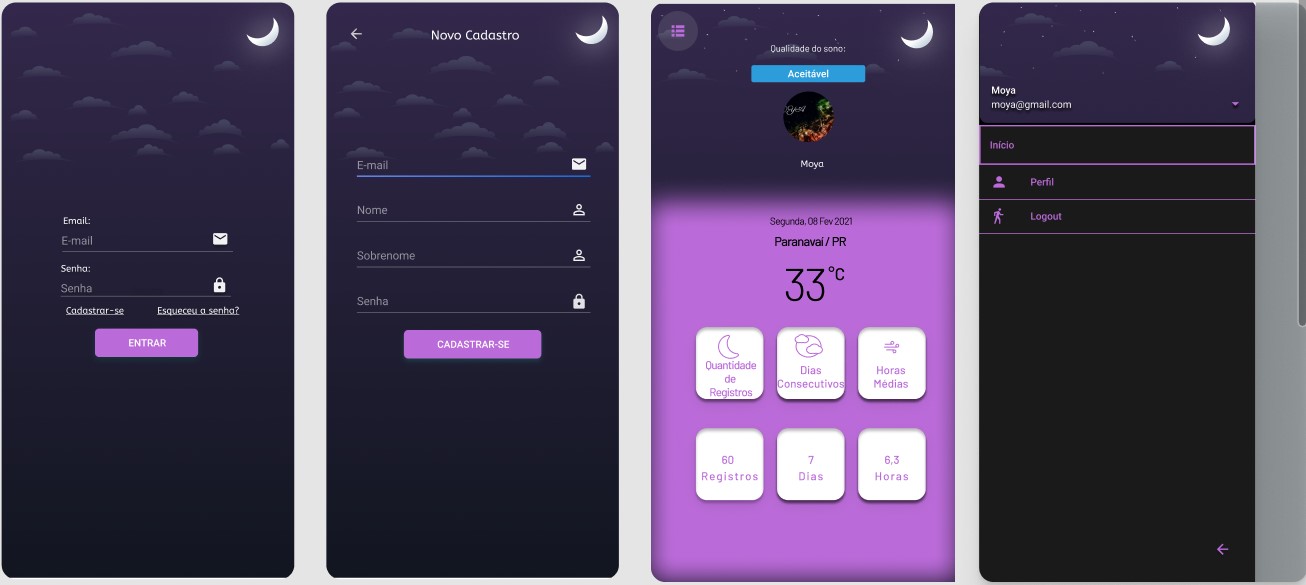 Email:
E-mail
Senha:
Senha
Cadastrar-se
Esqueceu a senha?
ENTRAR
Novo Cadastro
E-mail
Nome
Sobrenome
Senha
CADASTRAR-SE
Qualidade do sono:
Aceitável
Moya
Segunda, 08 Fev 2021
Paranavaí / PR
33°C
Quantidade
de
Registros
Dias
Consecutivos
Horas
Médias
60
Registros
7
Dias
6,3
Horas
Moya
moya@gmail.com
Início
Perfil
Logout